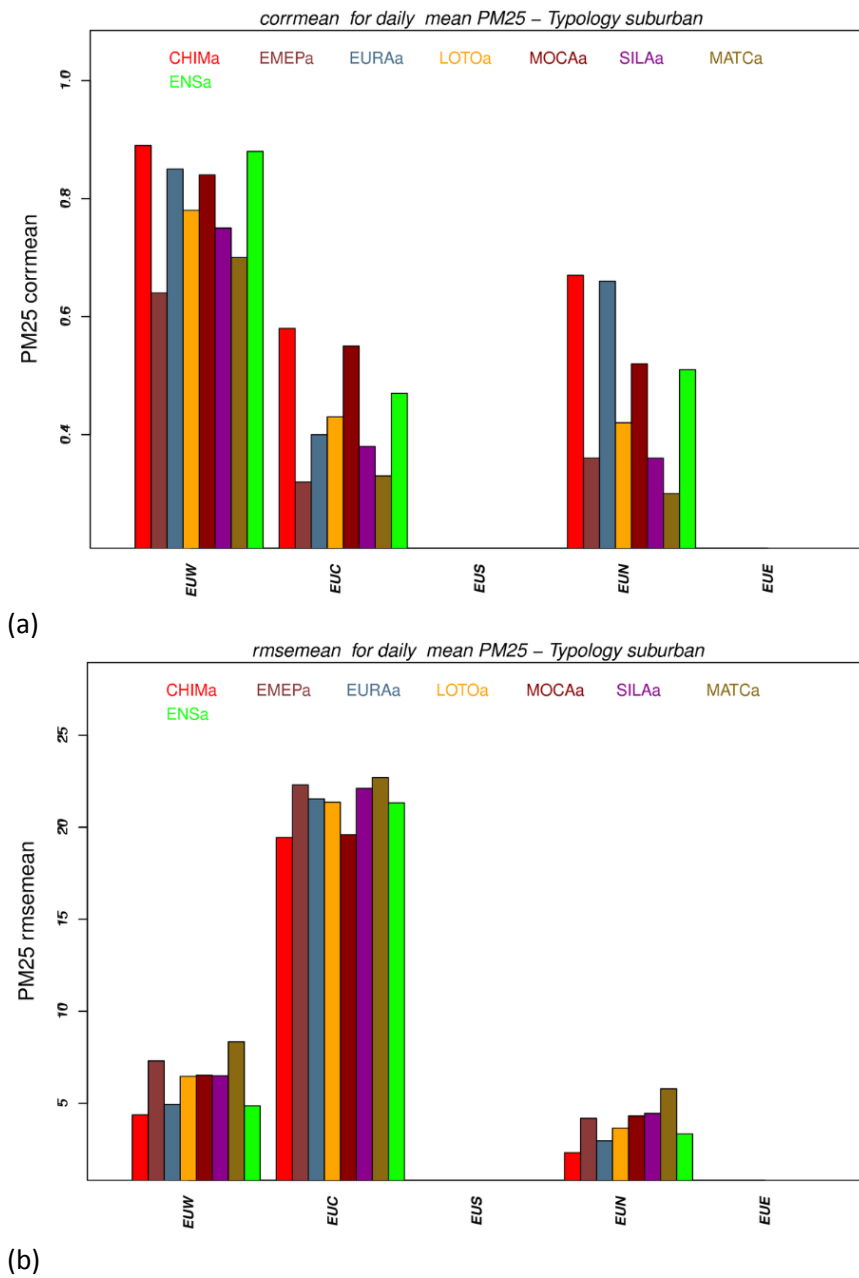 corrmean for daily mean PM25 – Typology suburban
CHIMa EMEPa EURAa LOTOa MOCAa SILAa MATCa
ENSa
1.0
0.8
0.6
0.4
PM25 corrmean
EUW EUC EUS EUN EUE
(a)
rmsemean for daily mean PM25 – Typology suburban
CHIMa EMEPa EURAa LOTOa MOCAa SILAa MATCa
ENSa
25
20
15
10
5
PM25 rmsemean
EUW EUC EUS EUN EUE
(b)